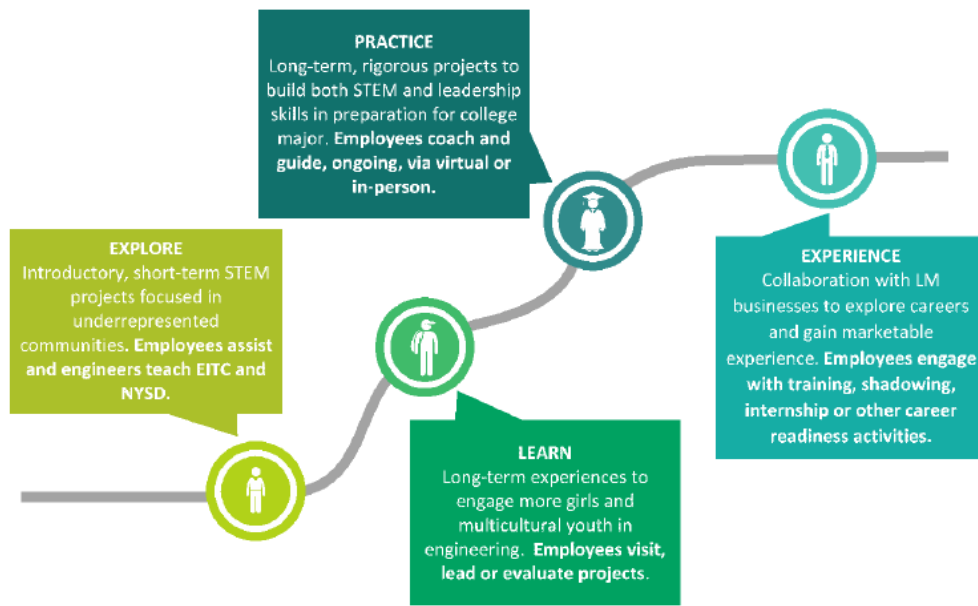 PRACTICE
Long-term, rigorous projects to
build both STEM and leadership
skills in preparation for college
major. Employees coach and
guide, ongoing, via virtual or
in-person.
EXPLORE
Introductory, short-term STEM
projects focused in
underrepresented
communities. Employees assist
and engineers teach EITC and
NYSD.
LEARN
Long-term experiences to
engage more girls and
multicultural youth in
engineering. Employees visit,
lead or evaluate projects.
EXPERIENCE
Collaboration with LM
businesses to explore careers
and gain marketable
experience. Employees engage
with training, shadowing,
internship or other career
readiness activities.